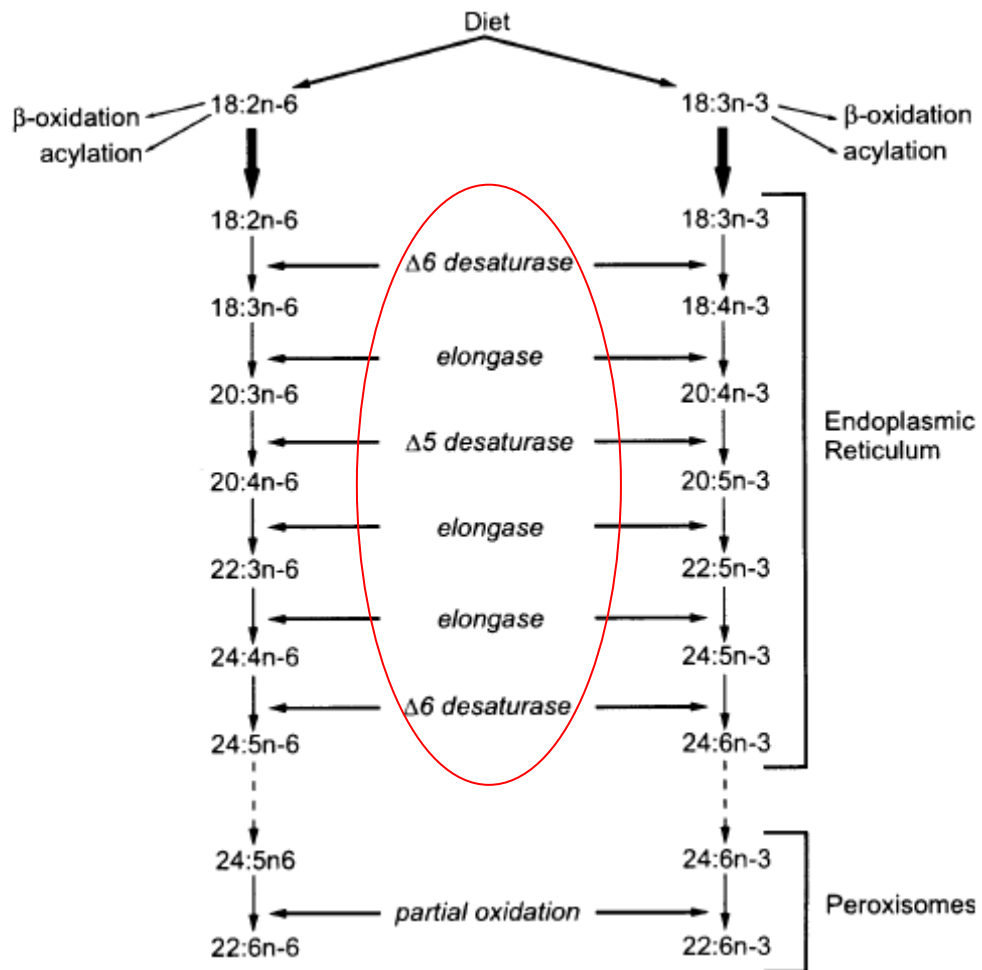 Diet
18:2n-6
18:3n-3
β-oxidation
acylation
β-oxidation
acylation
18:2n-6
18:3n-3
Δ6 desaturase
18:3n-6
18:4n-3
elongase
20:3n-6
20:4n-3
Δ5 desaturase
20:4n-6
20:5n-3
elongase
22:3n-6
22:5n-3
elongase
24:4n-6
24:5n-3
Δ6 desaturase
24:5n-6
24:6n-3
Endoplasmic
Reticulum
24:5n6
24:6n-3
partial oxidation
22:6n-6
22:6n-3
Peroxisomes